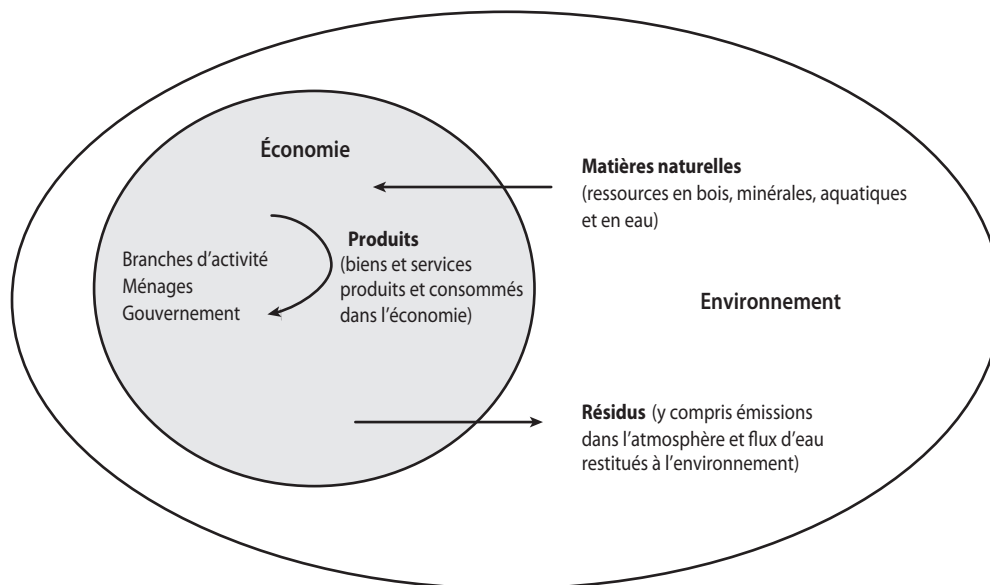 Économie
Matières naturelles
(ressources en bois, minérales, aquatiques
et en eau)
Branches d’activité
Ménages
Gouvernement
Produits
(biens et services
produits et consommés
dans l’économie)
Environnement
Résidus (y compris émissions
dans l’atmosphère et flux d’eau
restitués à l’environnement)